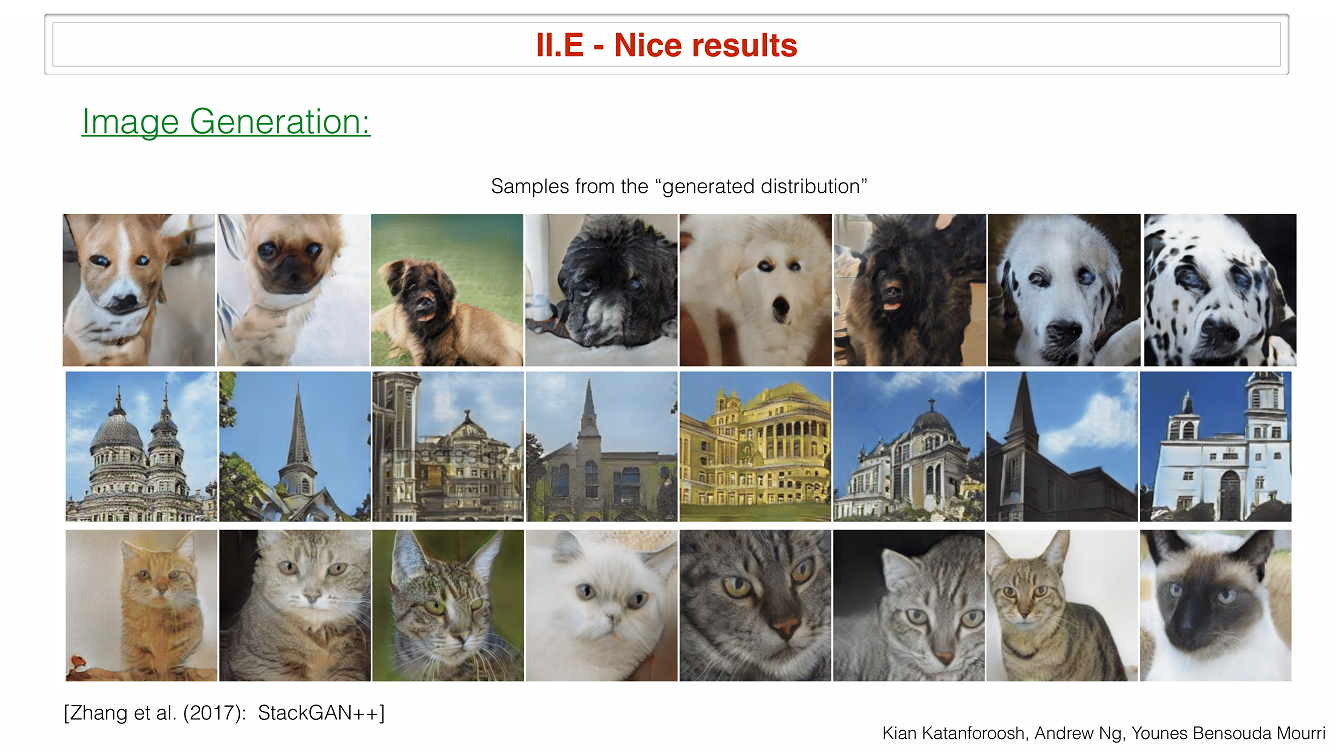 II.E - Nice results
Image Generation:
Samples from the “generated distribution”
[Zhang et al. (2017):  StackGAN++]
Kian Katanforoosh, Andrew Ng, Younes Bensouda Mourri